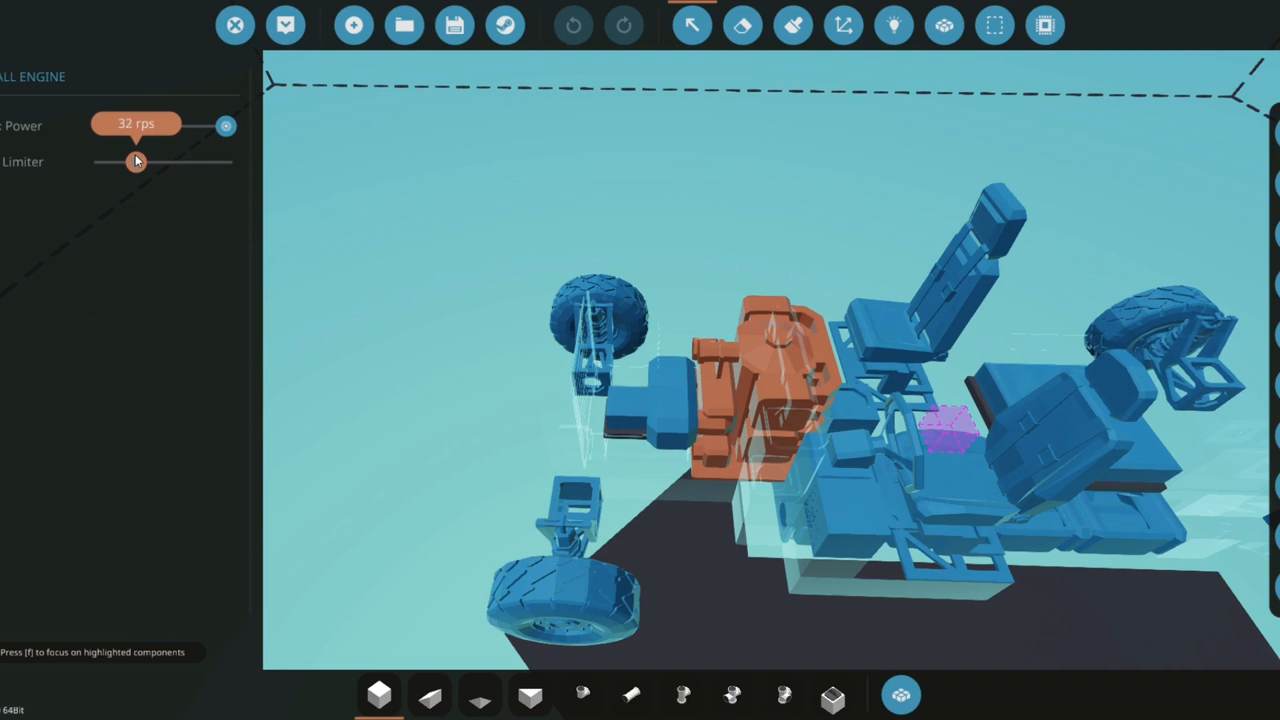 ALL ENGINE
Power
32 rps
Limiter
Press [f] to focus on highlighted components
64Bit